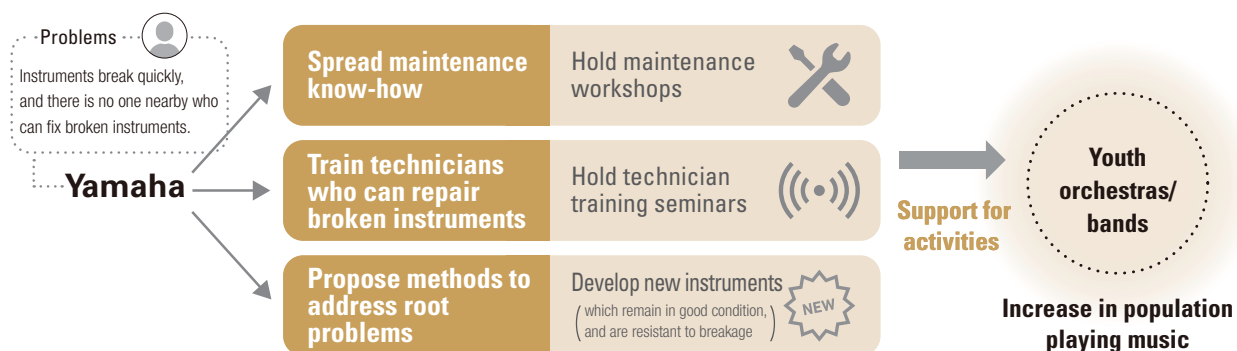 Problems
Instruments break quickly,
and there is no one nearby who
can fix broken instruments.
Yamaha
Spread maintenance
know-how
Hold maintenance
workshops
Train technicians
who can repair
broken instruments
Hold technician
training seminars
Propose methods to
address root
problems
Develop new instruments
(which remain in good condition,
and are resistant to breakage)
NEW
Support for
activities
Youth
orchestras/
bands
Increase in population
playing music